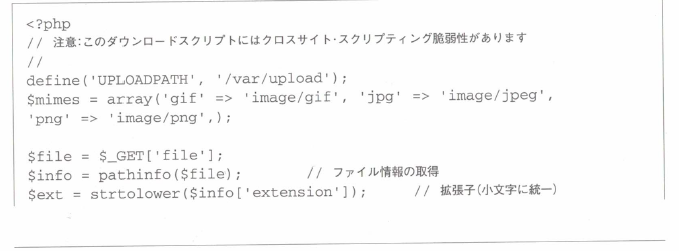 <?php
// 注意:このダウンロードスクリプトにはクロスサイト・スクリプティング脆弱性があります
//
define('UPLOADPATH', '/var/upload');
$mimes = array('gif' => 'image/gif', 'jpg' => 'image/jpeg',
'png' => 'image/png',);

$file = $_GET['file'];
$info = pathinfo($file);        // ファイル情報の取得
$ext = strtolower($info['extension']);      // 拡張子(小文字に統一)